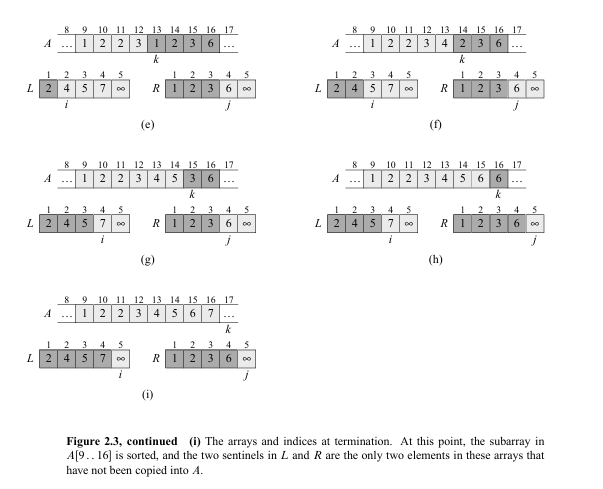 8 9 10 11 12 13 14 15 16 17
A ... 1 2 2 3 1 2 3 6 ...
k
1 2 3 4 5
L 2 4 5 7 ∞
i
1 2 3 4 5
R 1 2 3 6 ∞
j
(e)
8 9 10 11 12 13 14 15 16 17
A ... 1 2 2 3 4 2 3 6 ...
k
1 2 3 4 5
L 2 4 5 7 ∞
i
1 2 3 4 5
R 1 2 3 6 ∞
j
(f)
8 9 10 11 12 13 14 15 16 17
A ... 1 2 2 3 4 5 3 6 ...
k
1 2 3 4 5
L 2 4 5 7 ∞
i
1 2 3 4 5
R 1 2 3 6 ∞
j
(g)
8 9 10 11 12 13 14 15 16 17
A ... 1 2 2 3 4 5 6 6 ...
k
1 2 3 4 5
L 2 4 5 7 ∞
i
1 2 3 4 5
R 1 2 3 6 ∞
j
(h)
8 9 10 11 12 13 14 15 16 17
A ... 1 2 2 3 4 5 6 7 ...
k
1 2 3 4 5
L 2 4 5 7 ∞
i
1 2 3 4 5
R 1 2 3 6 ∞
j
(i)
Figure 2.3, continued (i) The arrays and indices at termination. At this point, the subarray in
A[9 . . 16] is sorted, and the two sentinels in L and R are the only two elements in these arrays that
have not been copied into A.